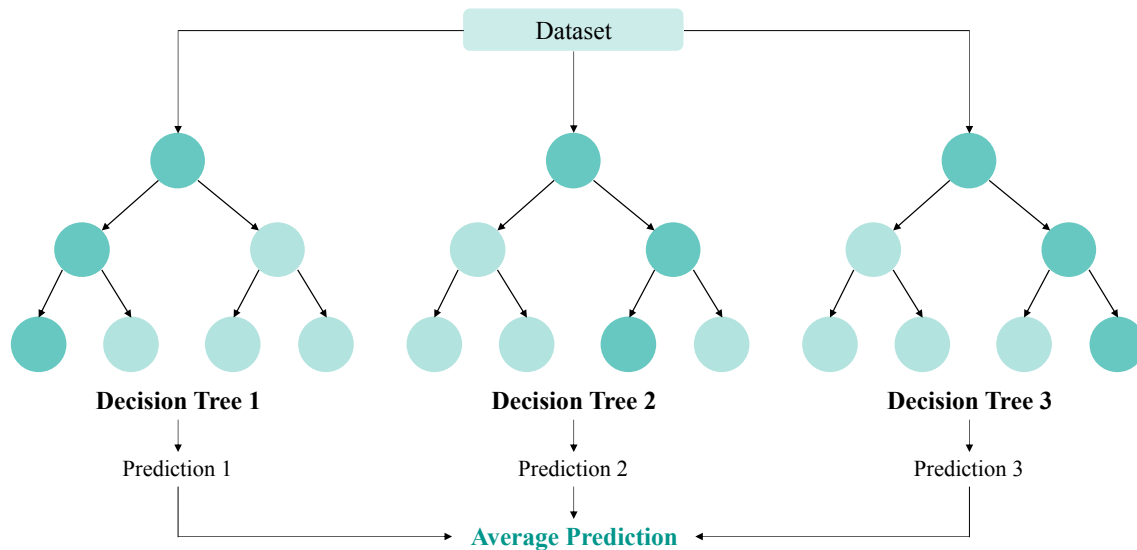 Dataset
Decision Tree 1
Decision Tree 2
Decision Tree 3
Prediction 1
Prediction 2
Prediction 3
Average Prediction